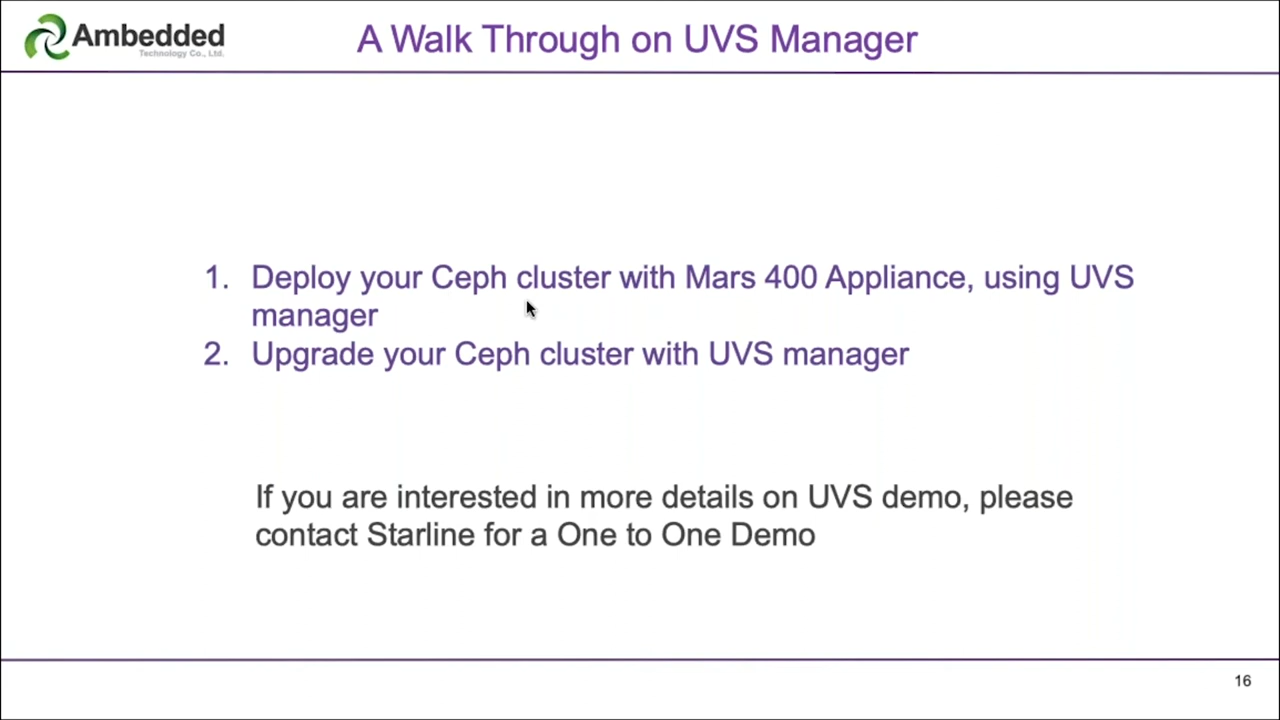 Ambedded
Technology Co., Ltd.
A Walk Through on UVS Manager
1. Deploy your Ceph cluster with Mars 400 Appliance, using UVS
manager
2. Upgrade your Ceph cluster with UVS manager
If you are interested in more details on UVS demo, please
contact Starline for a One to One Demo
16